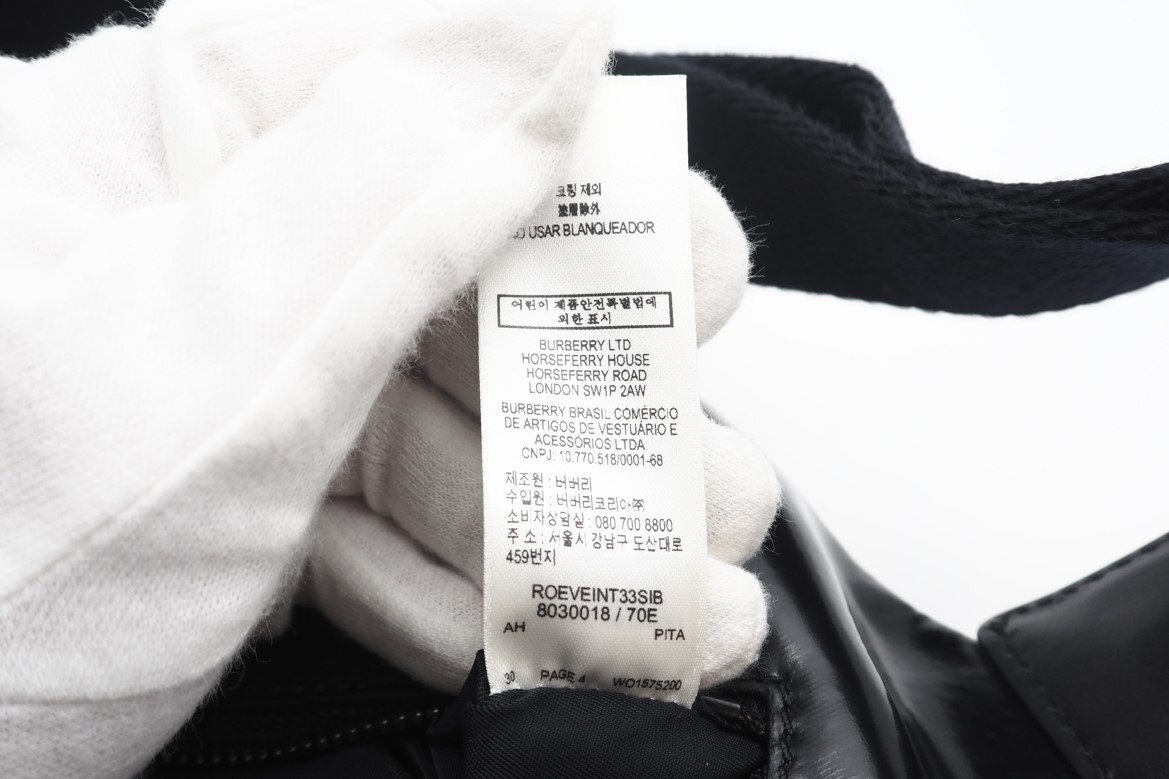 코팅 제외
塗層除外
USAR BLANQUEADOR
어린이 제품안전특별법에
의한 표시
BURBERRY LTD
HORSEFERRY HOUSE
HORSEFERRY ROAD
LONDON SW1P 2AW
BURBERRY BRASIL COMÉRCIO
DE ARTIGOS DE VESTUÁRIO E
ACESSÓRIOS LTDA
CNPJ: 10.770.518/0001-68
제조원 : 버버리
수입원 : 버버리코리아㈜
소비자상담실 : 080 700 8800
주 소 : 서울시 강남구 도산대로
459번지
ROEVEINT33SIB
8030018 / 70E
AH PITA
30 PAGE 4 WO1575200